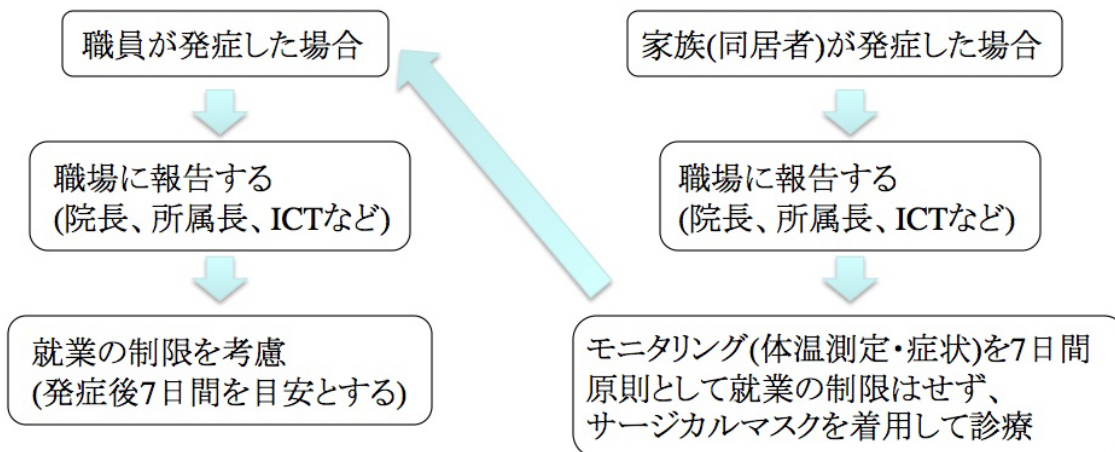 職員が発症した場合
職場に報告する
(院長、所属長、ICTなど)
就業の制限を考慮
(発症後7日間を目安とする)
家族(同居者)が発症した場合
職場に報告する
(院長、所属長、ICTなど)
モニタリング(体温測定・症状)を7日間
原則として就業の制限はせず、
サージカルマスクを着用して診療